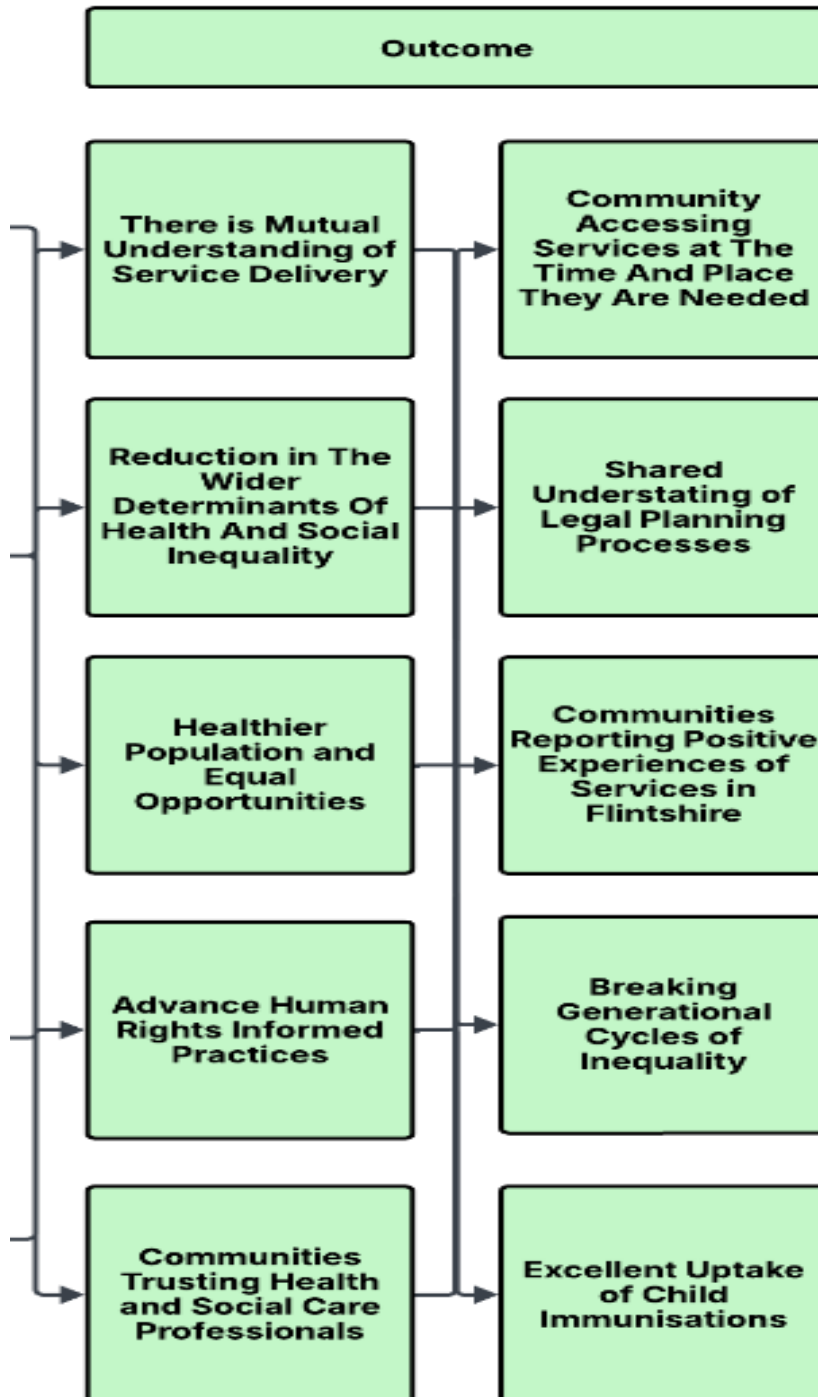 Outcome
There is Mutual
Understanding of
Service Delivery
Community
Accessing
Services at The
Time And Place
They Are Needed
Reduction in The
Wider
Determinants Of
Health And Social
Inequality
Shared
Understating of
Legal Planning
Processes
Healthier
Population and
Equal
Opportunities
Communities
Reporting Positive
Experiences of
Services in
Flintshire
Advance Human
Rights Informed
Practices
Breaking
Generational
Cycles of
Inequality
Communities
Trusting Health
and Social Care
Professionals
Excellent Uptake
of Child
Immunisations